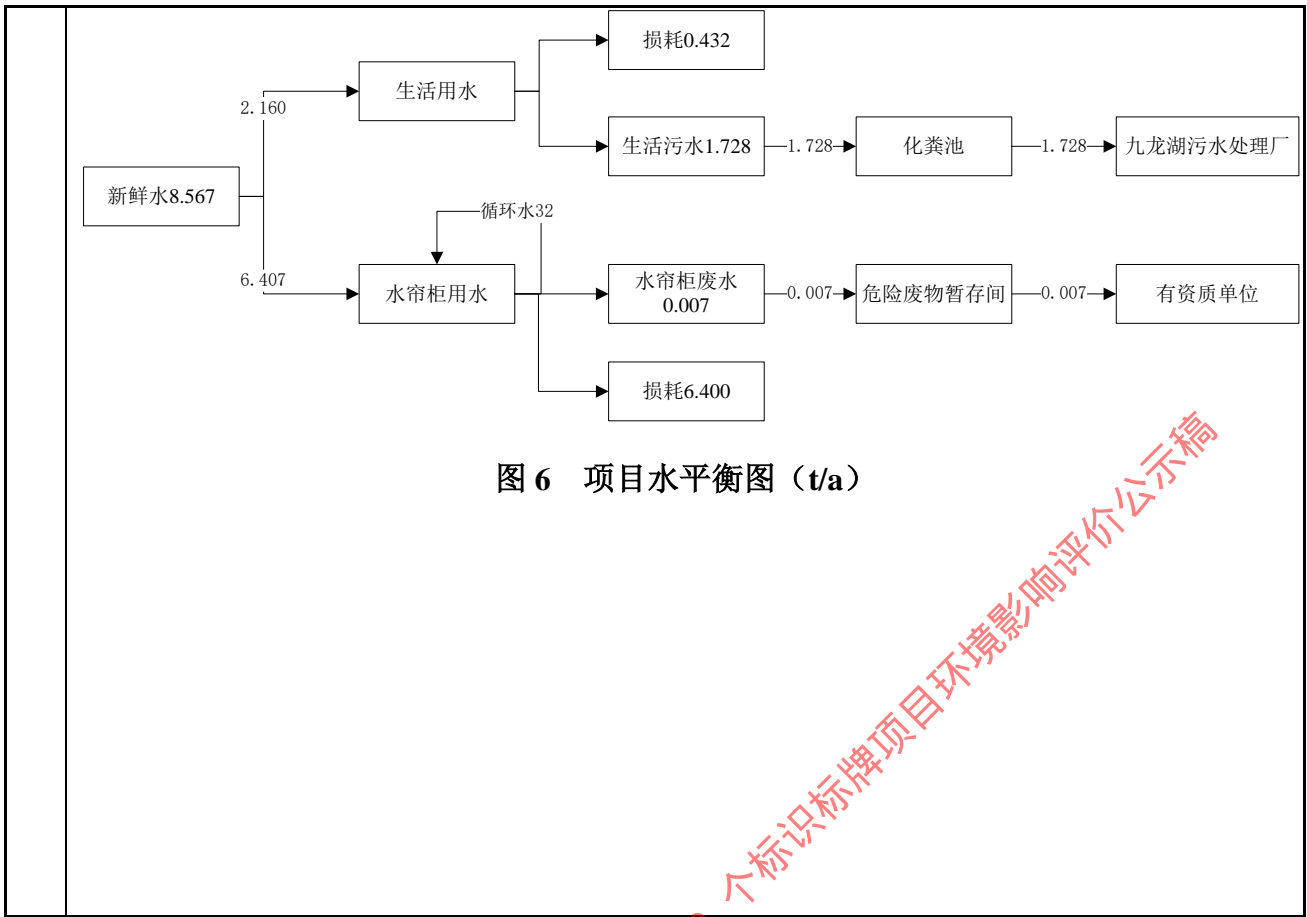 损耗0.432
生活用水
2.160
生活污水1.728
1.728
化粪池
1.728
九龙湖污水处理厂
新鲜水8.567
循环水32
6.407
水帘柜用水
水帘柜废水
0.007
0.007
危险废物暂存间
0.007
有资质单位
损耗6.400
图 6 项目水平衡图（t/a）
个标识标牌项目环境影响评价公示稿